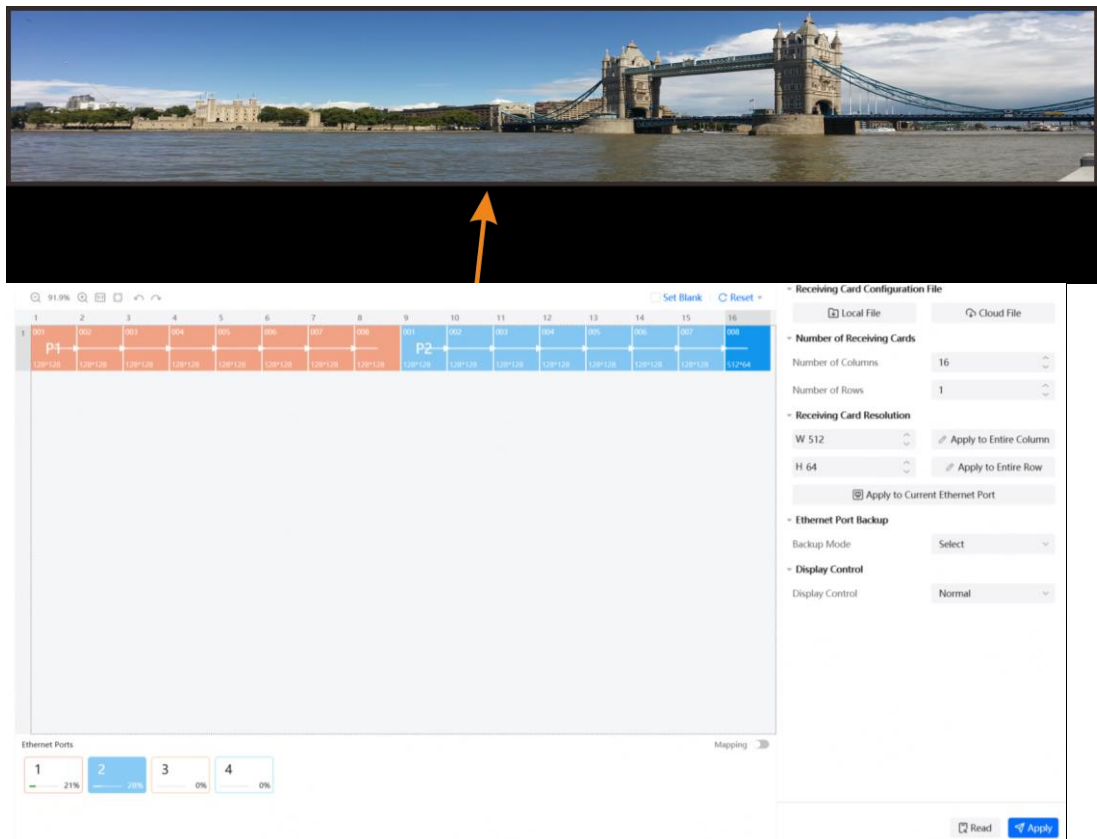 91.9%
Set Blank
Reset
Receiving Card Configuration File
Local File
Cloud File
1 2 3 4 5 6 7 8 9 10 11 12 13 14 15 16
1
001 002 003 004 005 006 007 008 001 002 003 004 005 006 007 008
P1 P2
128*128 128*128 128*128 128*128 128*128 128*128 128*128 128*128 128*128 128*128 128*128 128*128 128*128 128*128 128*128 512*64
Number of Receiving Cards
Number of Columns 16
Number of Rows 1
Receiving Card Resolution
W 512 Apply to Entire Column
H 64 Apply to Entire Row
Apply to Current Ethernet Port
Ethernet Port Backup
Backup Mode Select
Display Control
Display Control Normal
Ethernet Ports
Mapping
1 2 3 4
21% 28% 0% 0%
Read
Apply